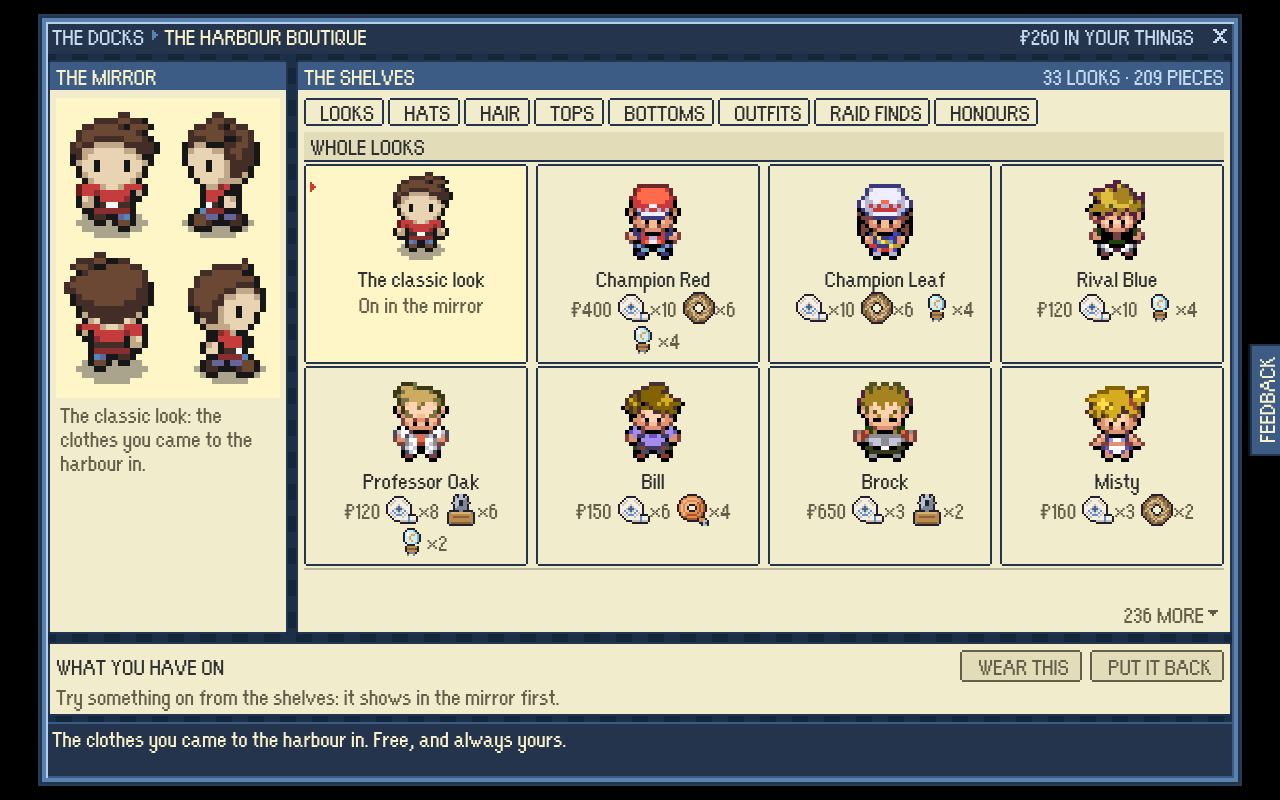 THE DOCKS THE HARBOUR BOUTIQUE
₽260 IN YOUR THINGS X
THE MIRROR
THE SHELVES
33 LOOKS · 209 PIECES
LOOKS HATS HAIR TOPS BOTTOMS OUTFITS RAID FINDS HONOURS
WHOLE LOOKS
The classic look
On in the mirror
Champion Red
₽400 ×10 ×6
×4
Champion Leaf
×10 ×6 ×4
Rival Blue
₽120 ×10 ×4
Professor Oak
₽120 ×8 ×6
×2
Bill
₽150 ×6 ×4
Brock
₽650 ×3 ×2
Misty
₽160 ×3 ×2
The classic look: the
clothes you came to the
harbour in.
236 MORE
FEEDBACK
WHAT YOU HAVE ON
WEAR THIS PUT IT BACK
Try something on from the shelves: it shows in the mirror first.
The clothes you came to the harbour in. Free, and always yours.